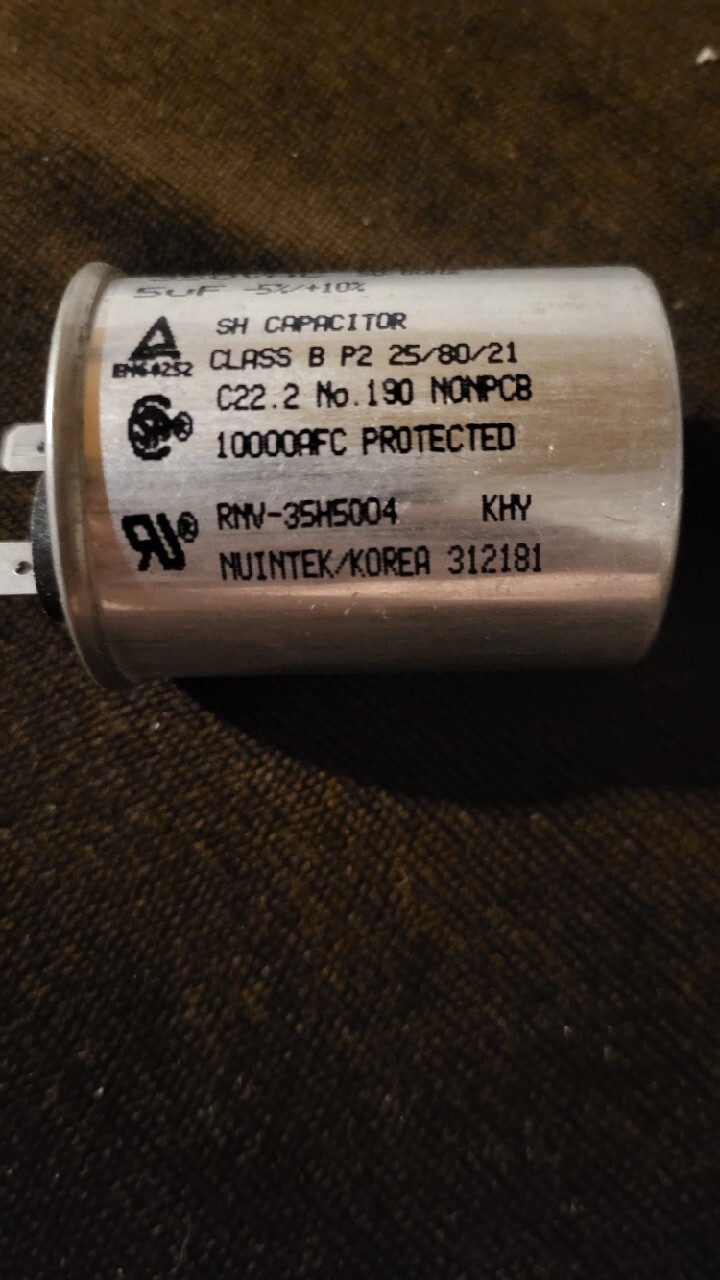 5uF -5%/+10%
SH CAPACITOR
EN64252 CLASS B P2 25/80/21
C22.2 No.190 NONPCB
10000AFC PROTECTED
RNV-35H5004 KHY
NUINTEK/KOREA 312181